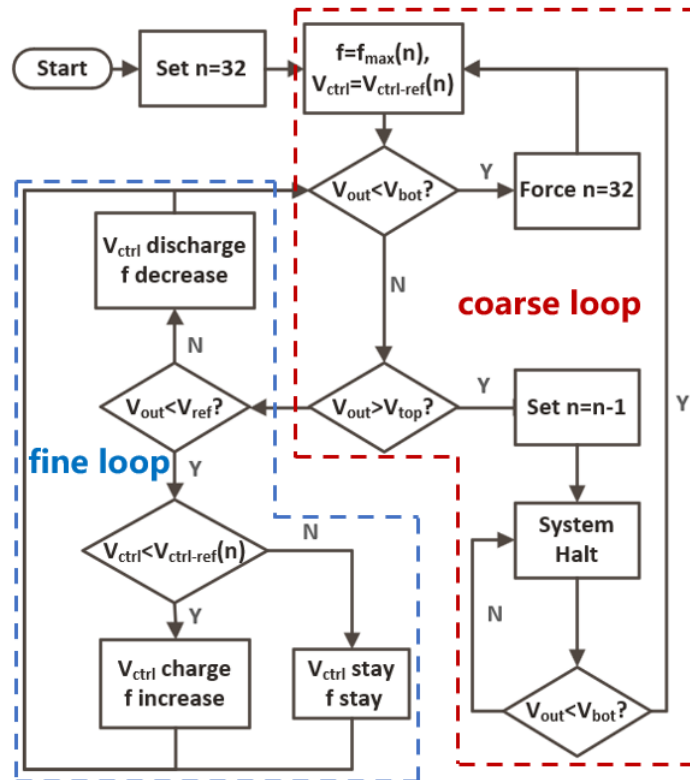 Start
Set n=32
f=fmax(n),
Vctrl=Vctrl-ref(n)
Vout<Vbot?
Y
Force n=32
Vctrl discharge
f decrease
N
coarse loop
N
Vout<Vref?
Vout>Vtop?
Y
Set n=n-1
Y
fine loop
Y
Vctrl<Vctrl-ref(n)
N
System
Halt
N
Y
Vctrl charge
f increase
Vctrl stay
f stay
Vout<Vbot?